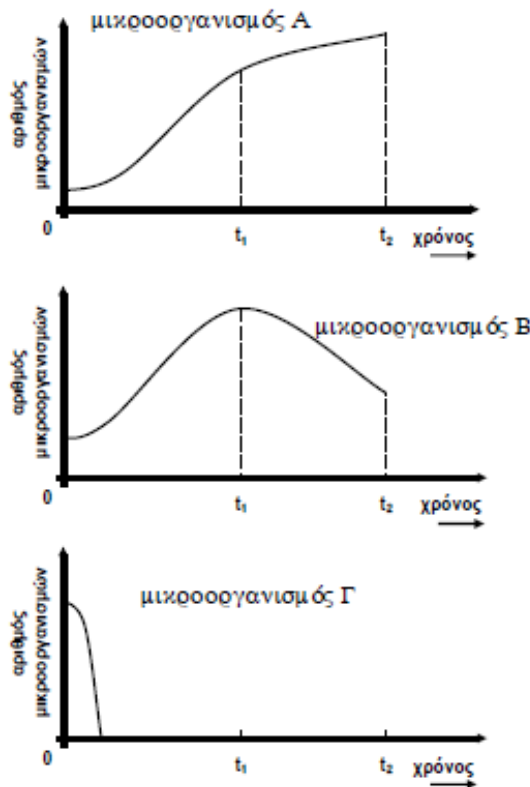 μικροοργανισμός Α
αριθμός
μικροοργανισμών
0
t₁
t₂
χρόνος
μικροοργανισμός Β
αριθμός
μικροοργανισμών
0
t₁
t₂
χρόνος
μικροοργανισμός Γ
αριθμός
μικροοργανισμών
0
t₁
t₂
χρόνος